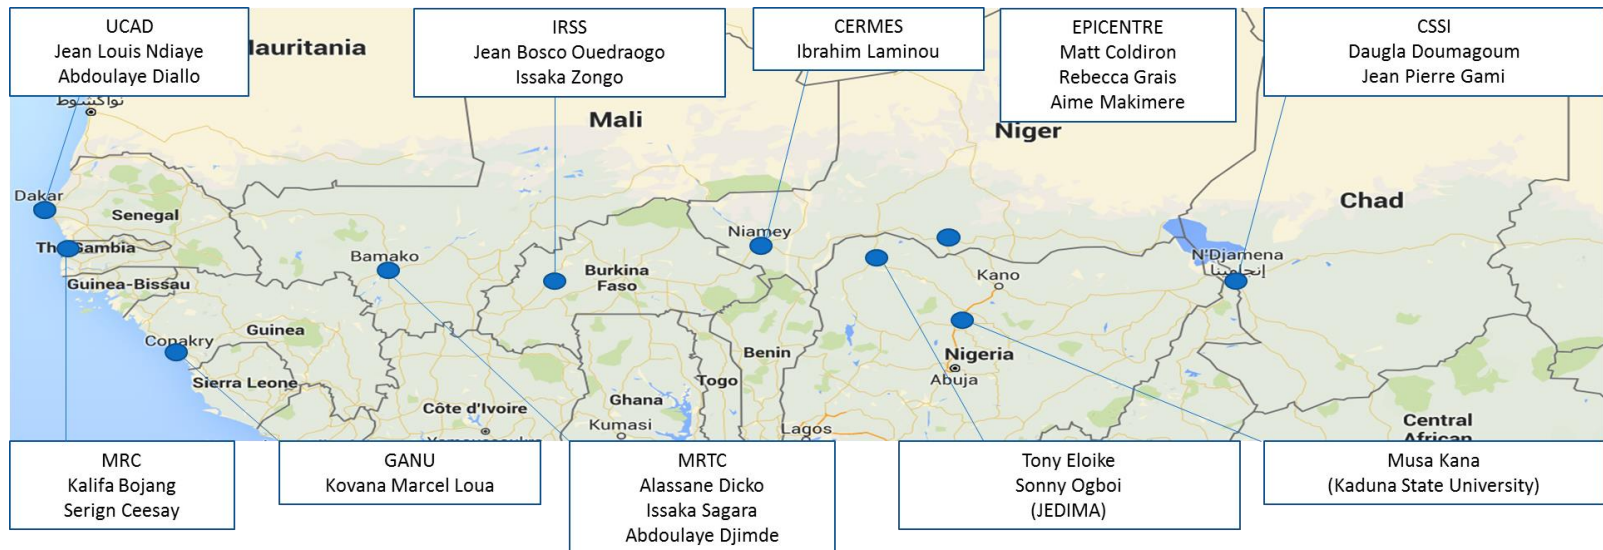 UCAD
Jean Louis Ndiaye
Abdoulaye Diallo
IRSS
Jean Bosco Ouedraogo
Issaka Zongo
CERMES
Ibrahim Laminou
EPICENTRE
Matt Coldiron
Rebecca Grais
Aime Makimere
CSSI
Daugla Doumagoum
Jean Pierre Gami
نواكشوط
Mali
Niger
Chad
Dakar
Senegal
The Gambia
Guinea-Bissau
Bamako
Burkina
Faso
Niamey
Kano
N'Djamena
إنجامينا
Guinea
Conakry
Sierra Leone
Côte d'Ivoire
Ghana
Kumasi
Togo
Benin
Nigeria
Abuja
Lagos
Central
African
MRC
Kalifa Bojang
Serign Ceesay
GANU
Kovana Marcel Loua
MRTC
Alassane Dicko
Issaka Sagara
Abdoulaye Djimde
Tony Eloike
Sonny Ogboi
(JEDIMA)
Musa Kana
(Kaduna State University)